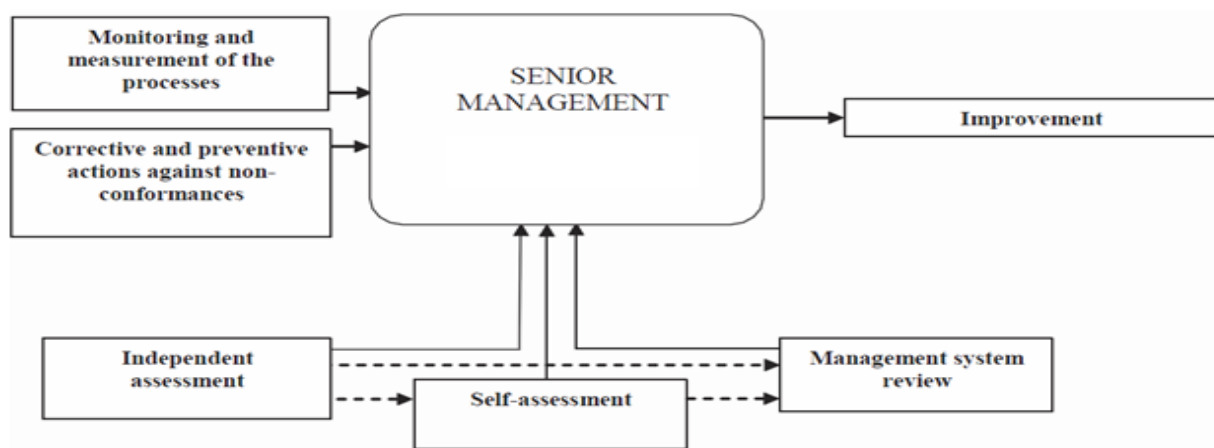 Monitoring and
measurement of the
processes
SENIOR
MANAGEMENT
Improvement
Corrective and preventive
actions against non-
conformances
Independent
assessment
Self-assessment
Management system
review